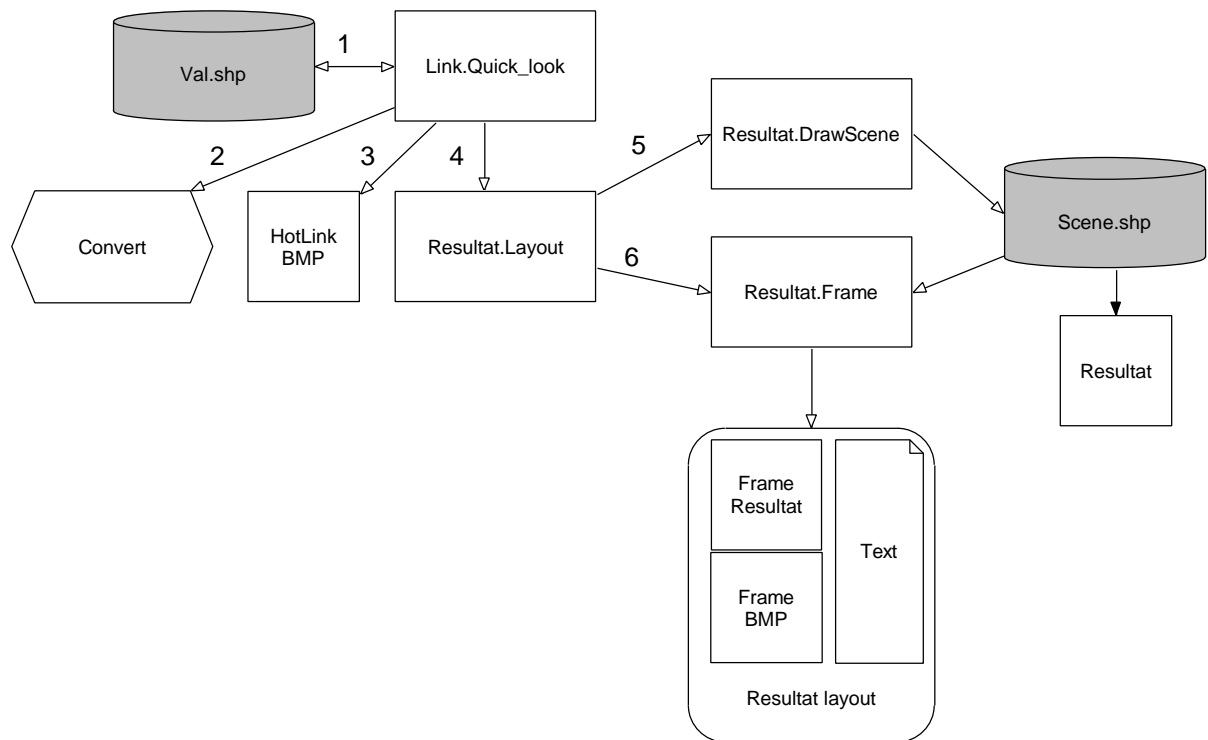 Val.shp
1
Link.Quick_look
2
3
4
5
Resultat.DrawScene
Convert
HotLink
BMP
Resultat.Layout
6
Resultat.Frame
Scene.shp
Resultat
Frame
Resultat
Text
Frame
BMP
Resultat layout